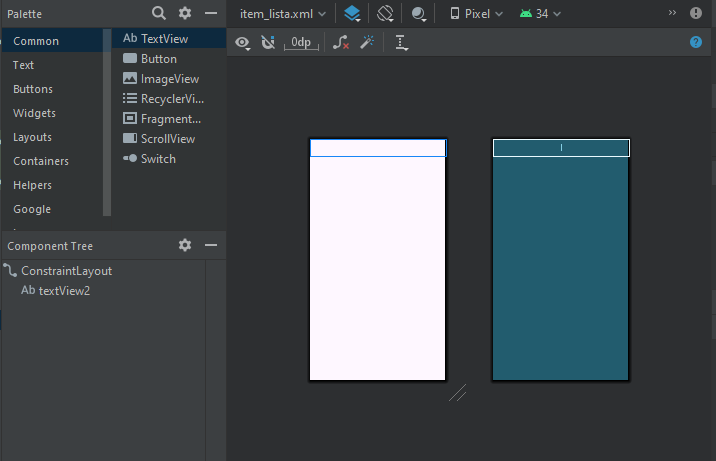 Palette
item_lista.xml
Pixel
34
Common
Text
Buttons
Widgets
Layouts
Containers
Helpers
Google
Ab TextView
Button
ImageView
RecyclerVi...
Fragment...
ScrollView
Switch
0dp
Component Tree
ConstraintLayout
Ab textView2